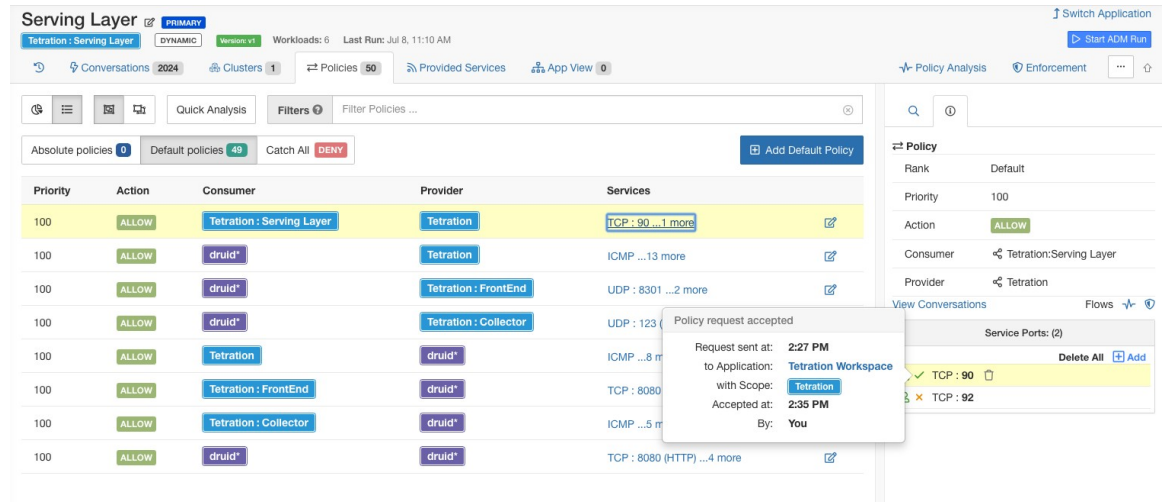 Serving Layer PRIMARY
Switch Application
Tetration : Serving Layer DYNAMIC Version: v1 Workloads: 6 Last Run: Jul 8, 11:10 AM
Start ADM Run
Conversations 2024 Clusters 1 Policies 50 Provided Services App View 0 Policy Analysis Enforcement ...
Quick Analysis Filters Filter Policies ...
Absolute policies 0 Default policies 49 Catch All DENY Add Default Policy
Priority Action Consumer Provider Services
100 ALLOW Tetration : Serving Layer Tetration TCP : 90 ...1 more
100 ALLOW druid* Tetration ICMP ...13 more
100 ALLOW druid* Tetration : FrontEnd UDP : 8301 ...2 more
100 ALLOW druid* Tetration : Collector UDP : 123 (
100 ALLOW Tetration druid* ICMP ...8 m
100 ALLOW Tetration : FrontEnd druid* TCP : 8080
100 ALLOW Tetration : Collector druid* ICMP ...5 m
100 ALLOW druid* druid* TCP : 8080 (HTTP) ...4 more
Policy request accepted
Request sent at: 2:27 PM
to Application: Tetration Workspace
with Scope: Tetration
Accepted at: 2:35 PM
By: You
Policy
Rank Default
Priority 100
Action ALLOW
Consumer Tetration:Serving Layer
Provider Tetration
View Conversations Flows
Service Ports: (2)
Delete All Add
TCP : 90
TCP : 92